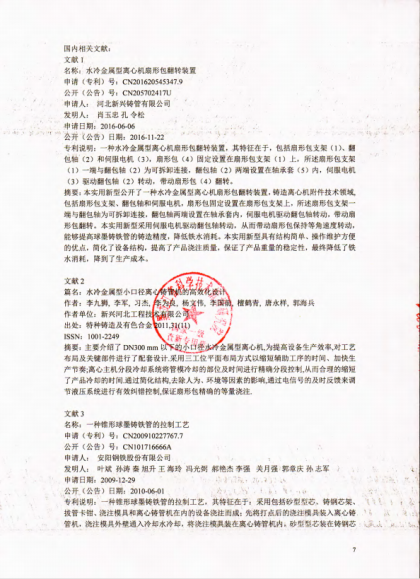 国内相关文献:
文献 1
名称: 水冷金属型离心机扇形包翻转装置
申请(专利)号: CN201620545347.9
公开(公告)号: CN205702417U
申请人: 河北新兴铸管有限公司
发明人: 肖玉忠 孔 令松
申请日期: 2016-06-06
公开(公告)日期: 2016-11-22
专利说明: 一种水冷金属型离心机扇形包翻转装置, 其特征在于, 包括扇形包支架(1)、翻
包轴(2)和伺服电机(3), 扇形包(4)固定设置在扇形包支架(1)上, 所述扇形包支架
(1)一端与翻包轴(2)为可拆卸连接, 翻包轴(2)两端设置在轴承套(5)内, 伺服电机
(3)驱动翻包轴(2)转动, 带动扇形包(4)翻转。
摘要: 本实用新型公开了一种水冷金属型离心机扇形包翻转装置, 铸造离心机附件技术领域,
包括扇形包支架、翻包轴和伺服电机, 扇形包固定设置在扇形包支架上, 所述扇形包支架一
端与翻包轴为可拆卸连接, 翻包轴两端设置在轴承套内, 伺服电机驱动翻包轴转动, 带动扇
形包翻转。本实用新型采用伺服电机驱动翻包轴转动, 从而带动扇形包保持等角速度转动,
能够提高球墨铸铁管的铸造精度, 降低铁水消耗。本实用新型具有结构简单、操作维护方便
的优点, 简化了设备结构, 提高了产品浇注质量, 保证了产品重量的稳定性, 最终降低了铁
水消耗, 降到了生产成本。
文献 2
篇名: 水冷金属型小口径离心铸管机的高效化设计
作者: 李九狮, 李军, 习杰, 李为良, 杨文伟, 李国鹏, 檀鹤青, 唐永样, 郭海兵
作者单位: 新兴河北工程技术有限公司
出处: 特种铸造及有色合金 2011,31(11)
ISSN: 1001-2249
摘要: 主要介绍了 DN300 mm 以下的小口径水冷金属型离心机,为提高设备生产效率,对工艺
布局及关键部件进行了配套设计.采用三工位平面布局方式以缩短辅助工序的时间、加快生
产节奏;离心主机分段冷却系统将管模冷却的部位及时间进行精确分段控制,从而合理的缩短
了产品冷却的时间,通过简化结构,去除人为、环境等因素的影响,通过电信号的及时反馈来调
节液压系统进行有效纠错控制,保证扇形包精确的等量浇注.
文献 3
名称: 一种锥形球墨铸铁管的拉制工艺
申请(专利)号: CN200910227767.7
公开(公告)号: CN101716666A
申请人: 安阳钢铁股份有限公司
发明人: 叶斌 孙涛 秦旭升 王 海玲 冯光剑 郝艳杰 李强 关月强 郭章庆 孙 志军
申请日期: 2009-12-29
公开(公告)日期: 2010-06-01
专利说明: 一种锥形球墨铸铁管的拉制工艺, 其特征在于: 采用包括砂型型芯、铸钢芯架、
拔管卡钳、浇注模具和离心铸管机在内的设备浇注而成; 先将打点后的浇注模具装入离心铸
管机, 浇注模具外壁通入冷却水冷却, 将浇注模具装在离心铸管机内, 砂型型芯装在铸钢芯
7